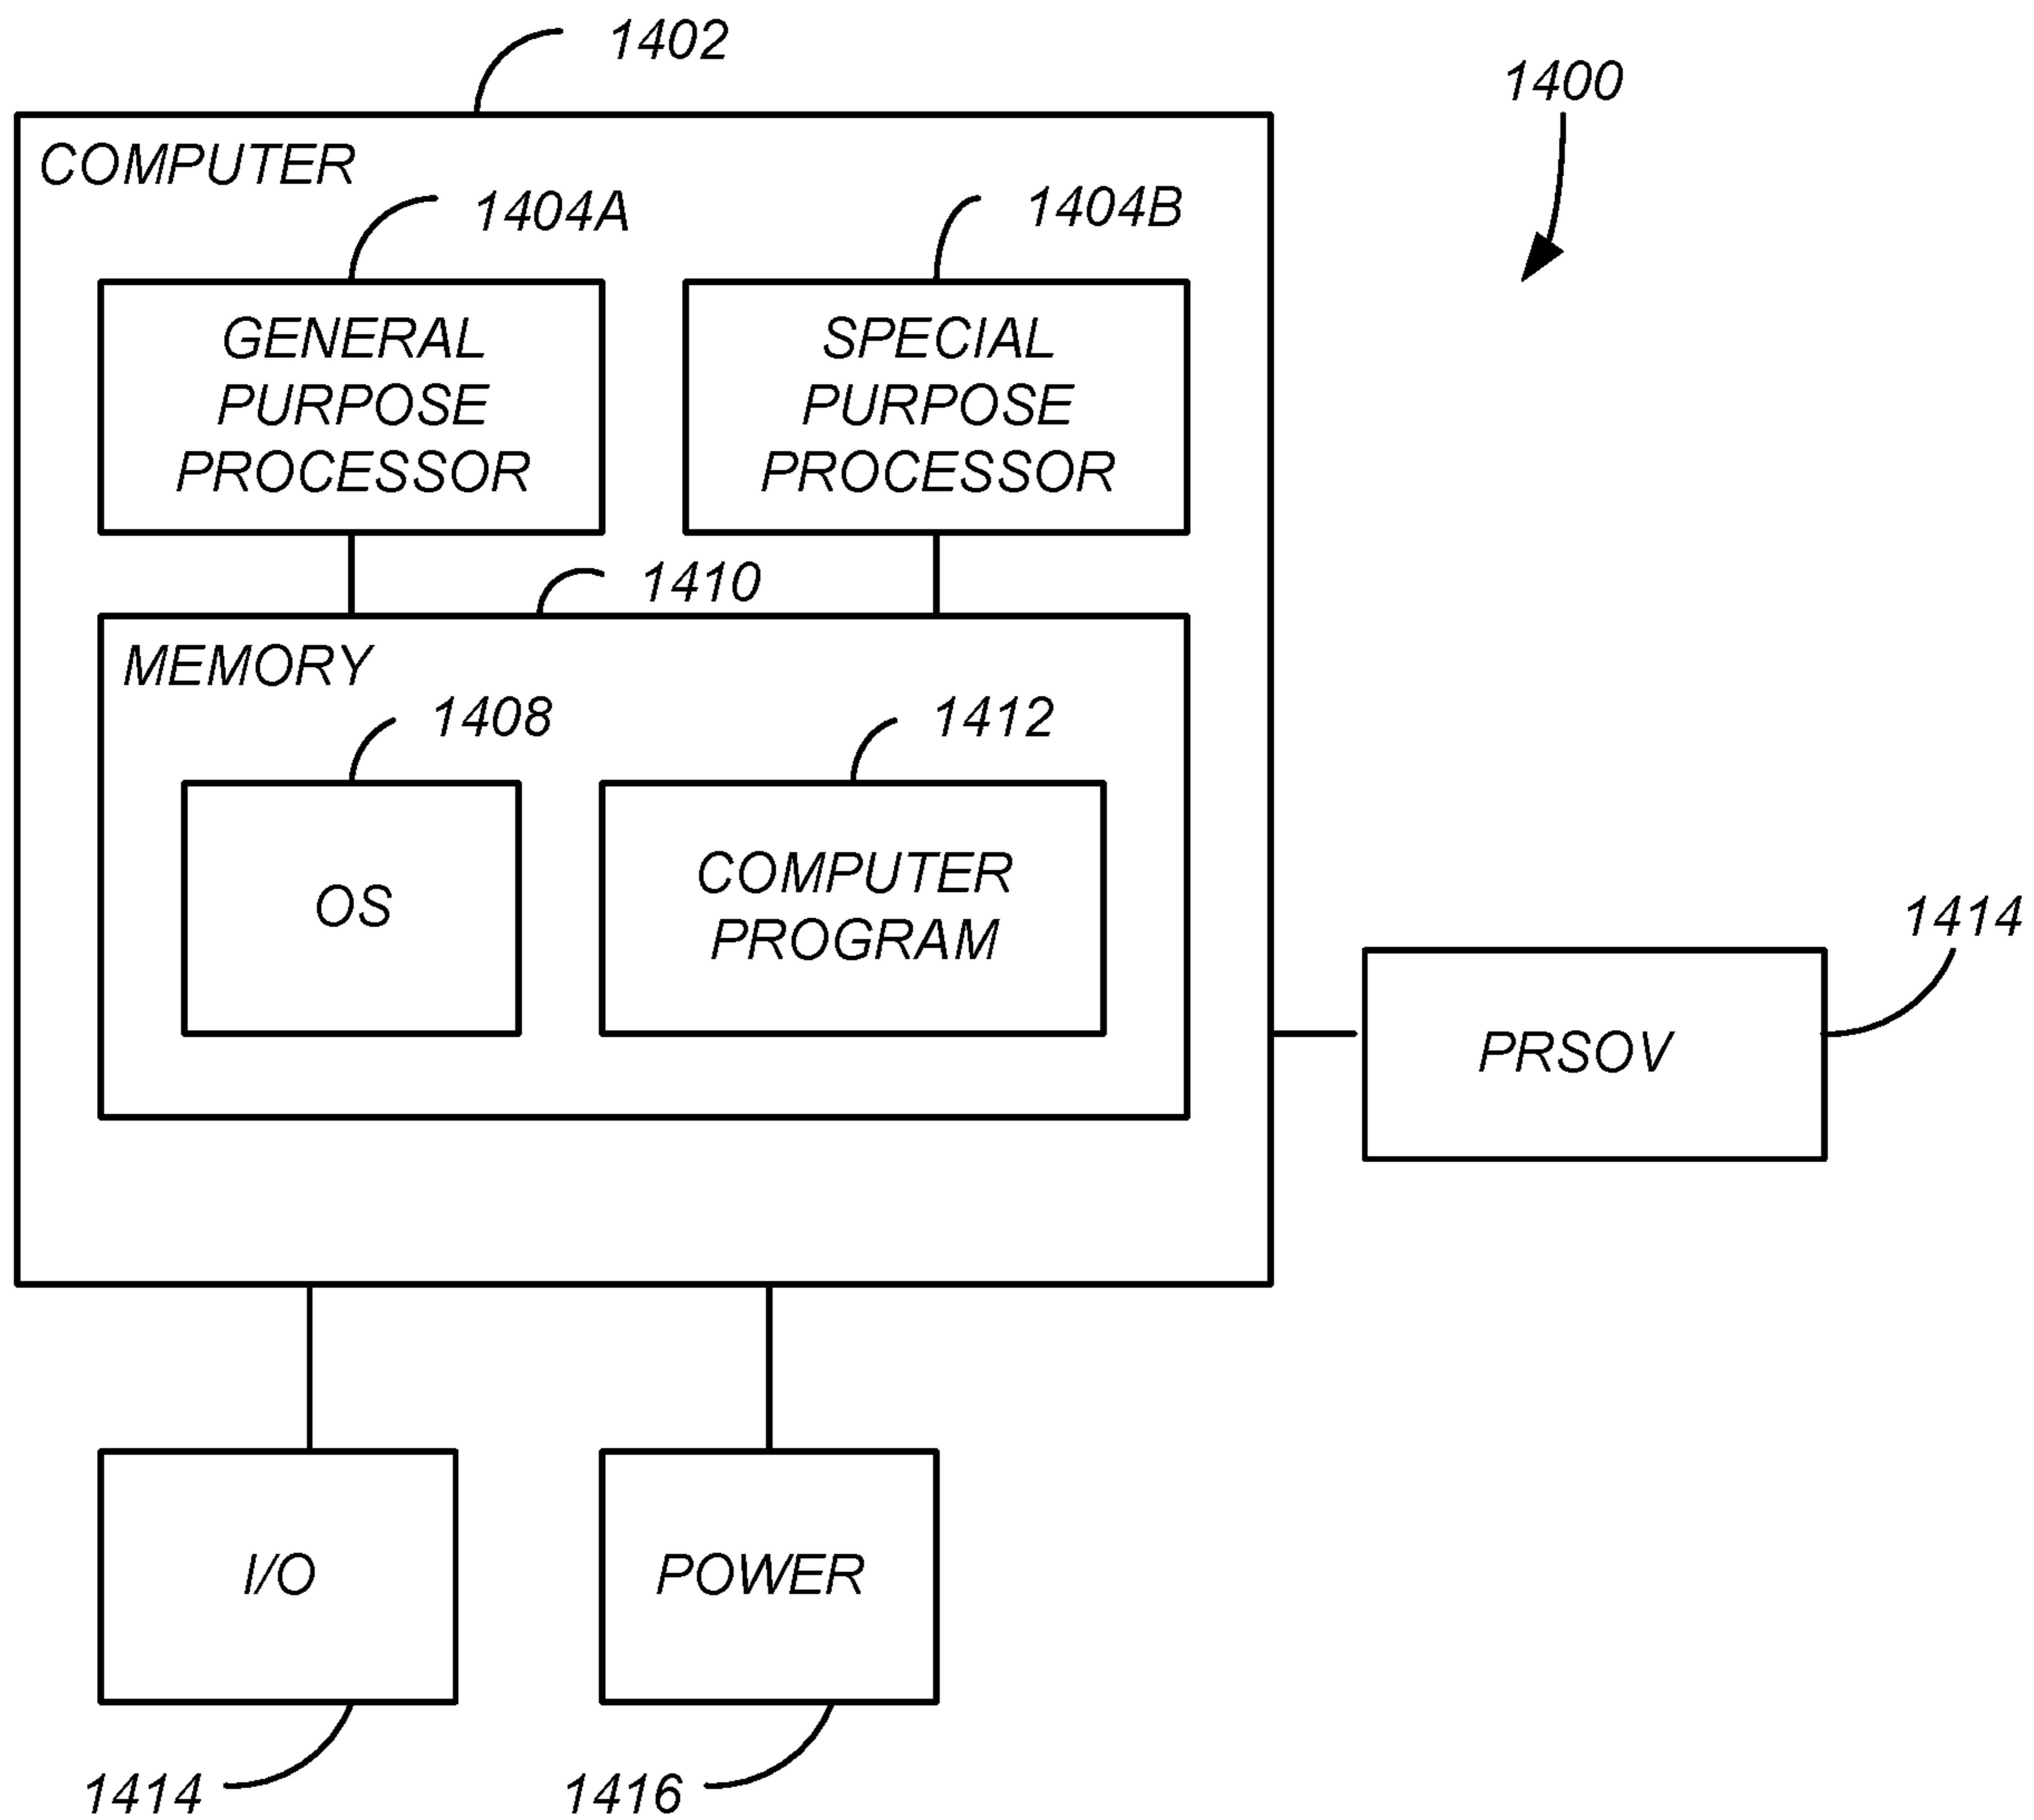 1402
1400
COMPUTER
1404A
1404B
GENERAL
PURPOSE
PROCESSOR
SPECIAL
PURPOSE
PROCESSOR
1410
MEMORY
1408
1412
OS
COMPUTER
PROGRAM
1414
PRSOV
I/O
POWER
1414
1416